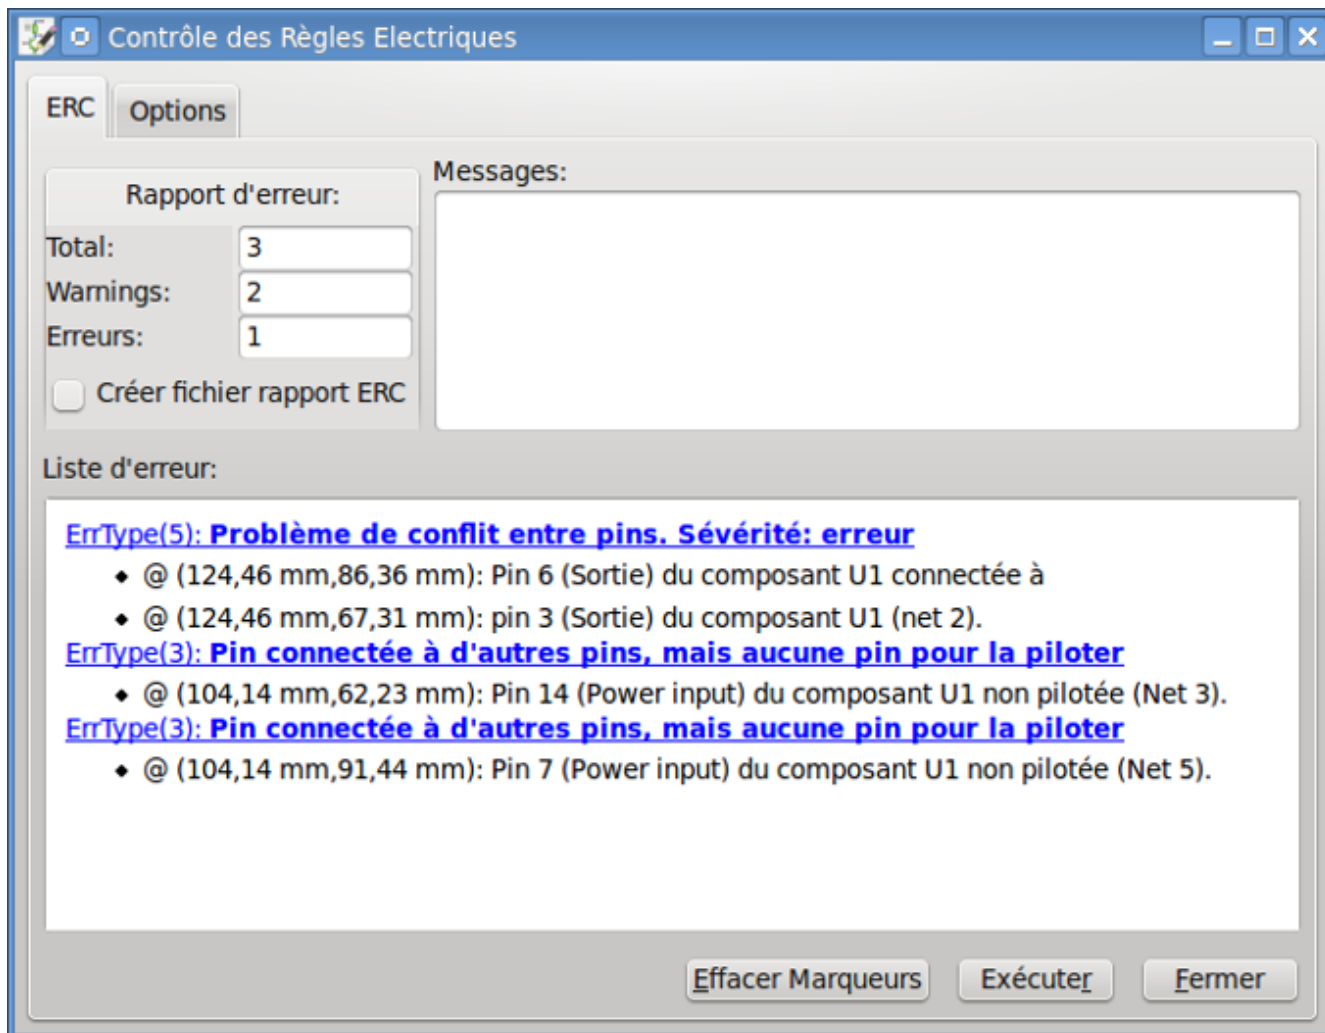 Contrôle des Règles Electriques
ERC
Options
Rapport d'erreur:
Total:
3
Warnings:
2
Erreurs:
1
Créer fichier rapport ERC
Messages:
Liste d'erreur:
ErrType(5): Problème de conflit entre pins. Sévérité: erreur
@ (124,46 mm,86,36 mm): Pin 6 (Sortie) du composant U1 connectée à
@ (124,46 mm,67,31 mm): pin 3 (Sortie) du composant U1 (net 2).
ErrType(3): Pin connectée à d'autres pins, mais aucune pin pour la piloter
@ (104,14 mm,62,23 mm): Pin 14 (Power input) du composant U1 non pilotée (Net 3).
ErrType(3): Pin connectée à d'autres pins, mais aucune pin pour la piloter
@ (104,14 mm,91,44 mm): Pin 7 (Power input) du composant U1 non pilotée (Net 5).
Effacer Marqueurs
Exécuter
Fermer